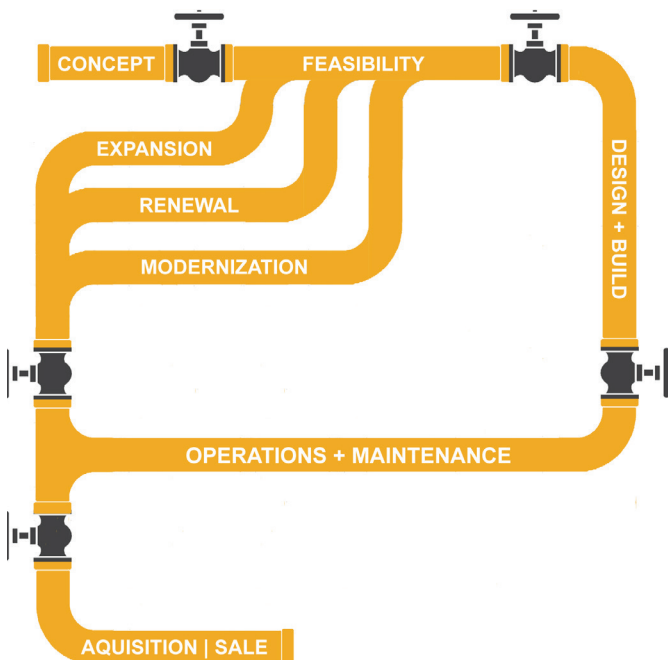 CONCEPT
FEASIBILITY
EXPANSION
RENEWAL
MODERNIZATION
DESIGN + BUILD
OPERATIONS + MAINTENANCE
AQUISITION | SALE